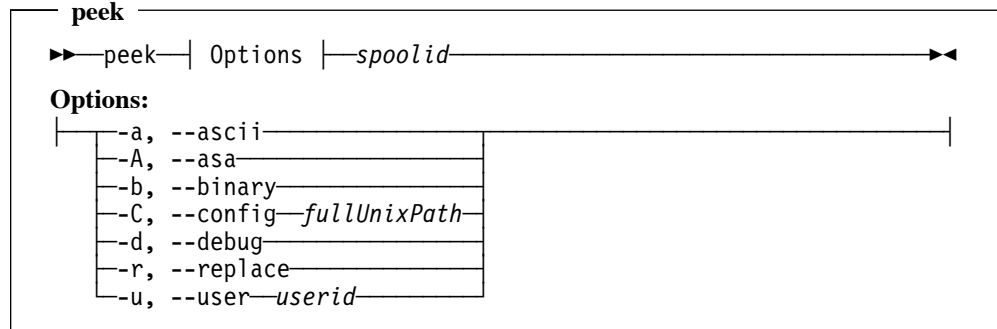 peek
peek Options spoolid
Options:
-a, --ascii
-A, --asa
-b, --binary
-C, --config fullUnixPath
-d, --debug
-r, --replace
-u, --user userid